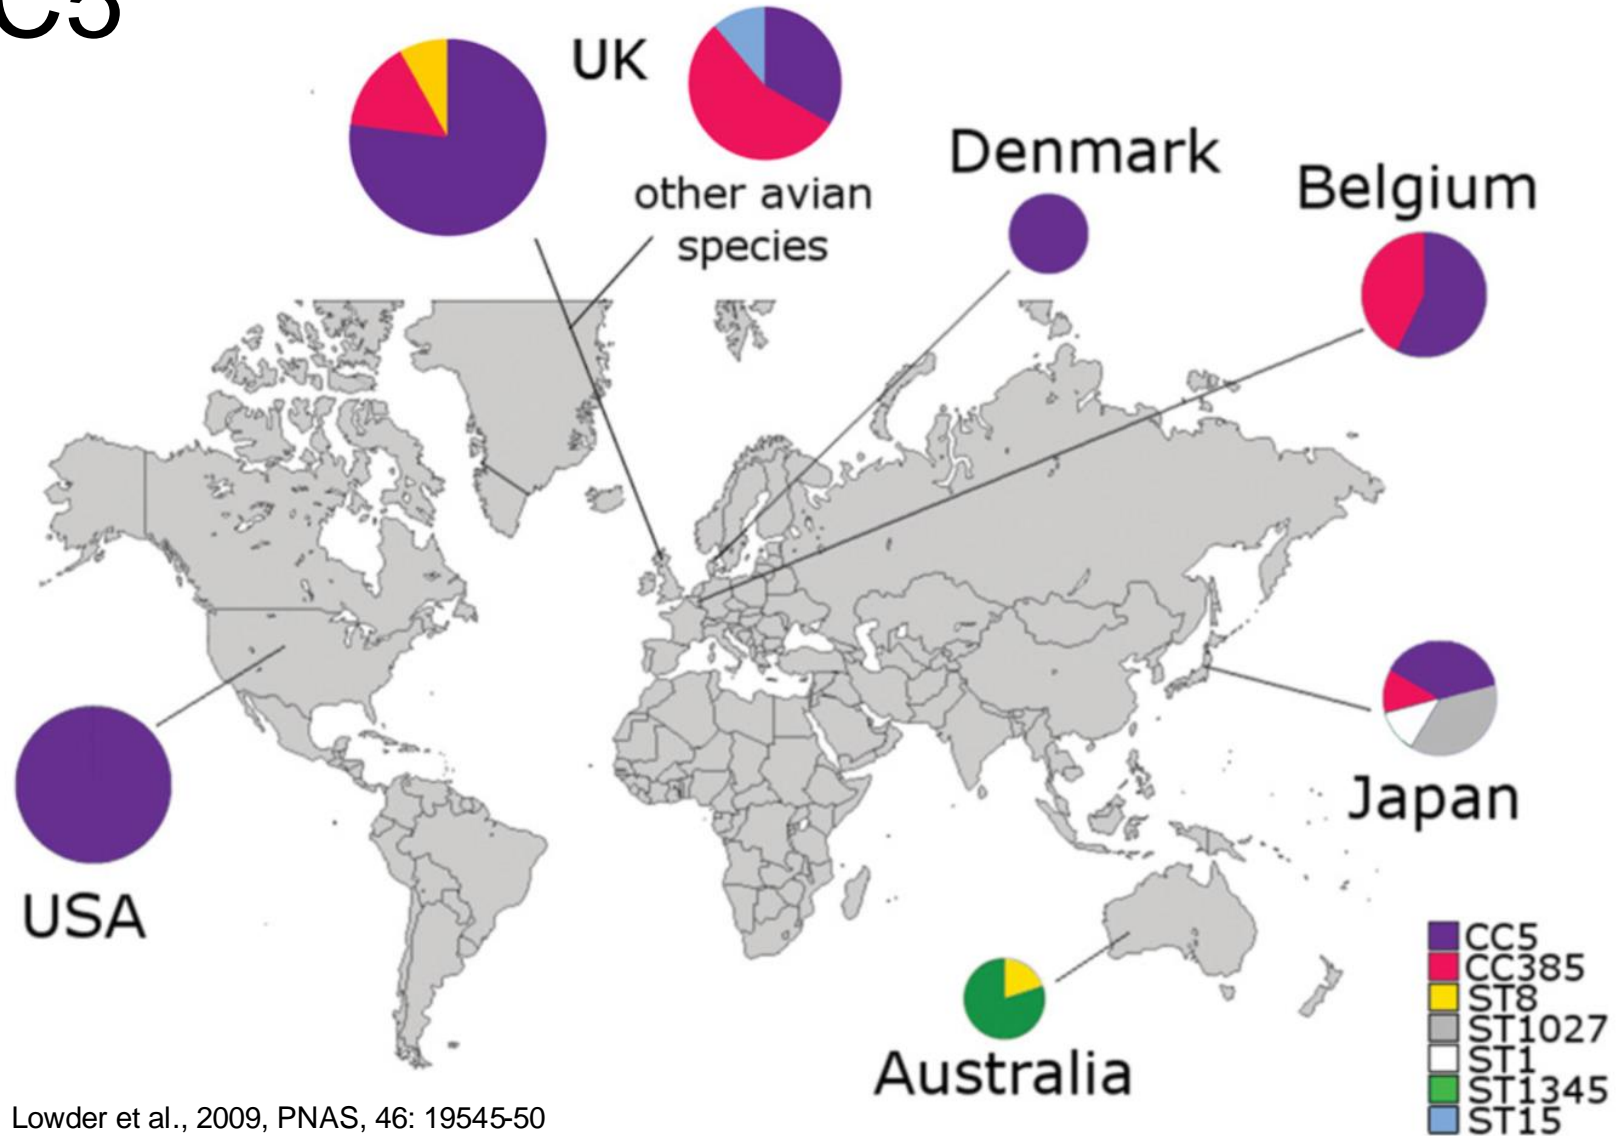 C5
UK
other avian
species
Denmark
Belgium
USA
Japan
Australia
CC5
CC385
ST8
ST1027
ST1
ST1345
ST15
Lowder et al., 2009, PNAS, 46: 19545-50